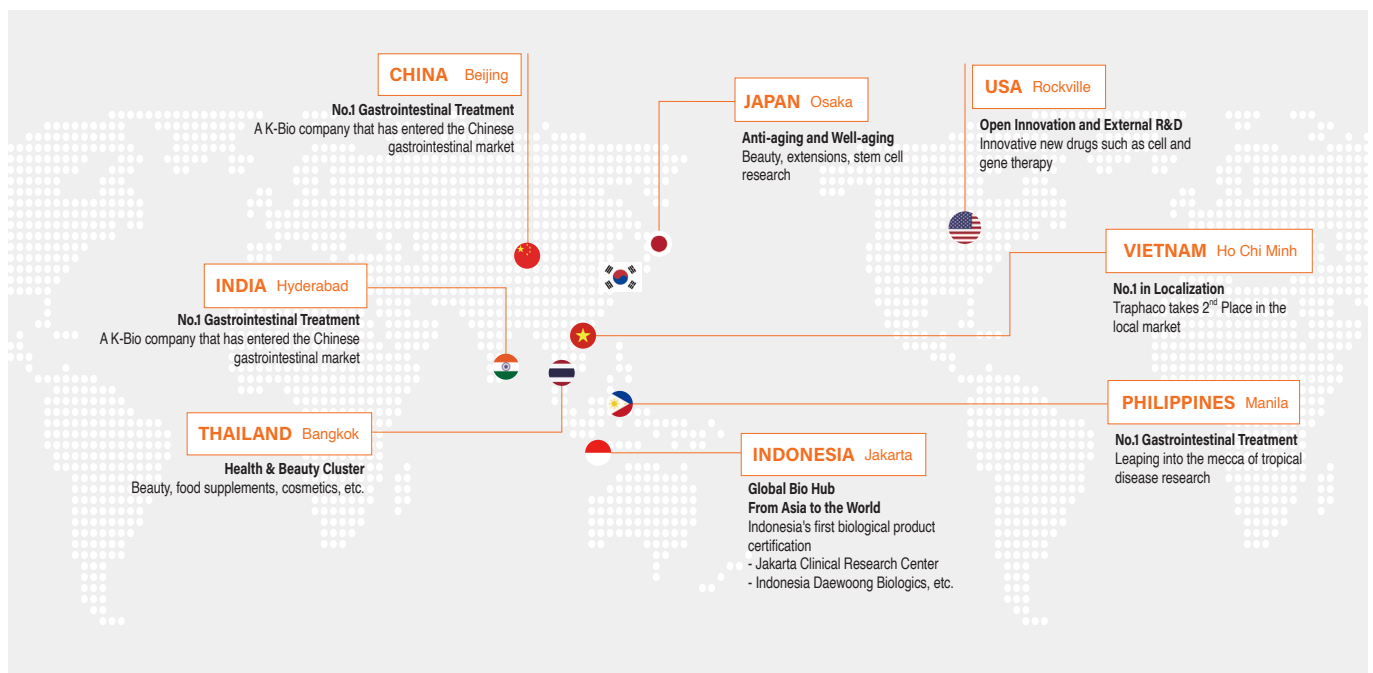 CHINA Beijing
No.1 Gastrointestinal Treatment
A K-Bio company that has entered the Chinese
gastrointestinal market
JAPAN Osaka
Anti-aging and Well-aging
Beauty, extensions, stem cell
research
USA Rockville
Open Innovation and External R&D
Innovative new drugs such as cell and
gene therapy
INDIA Hyderabad
No.1 Gastrointestinal Treatment
A K-Bio company that has entered the Chinese
gastrointestinal market
VIETNAM Ho Chi Minh
No.1 in Localization
Traphaco takes 2nd Place in the
local market
THAILAND Bangkok
Health & Beauty Cluster
Beauty, food supplements, cosmetics, etc.
INDONESIA Jakarta
Global Bio Hub
From Asia to the World
Indonesia's first biological product
certification
- Jakarta Clinical Research Center
- Indonesia Daewoong Biologics, etc.
PHILIPPINES Manila
No.1 Gastrointestinal Treatment
Leaping into the mecca of tropical
disease research